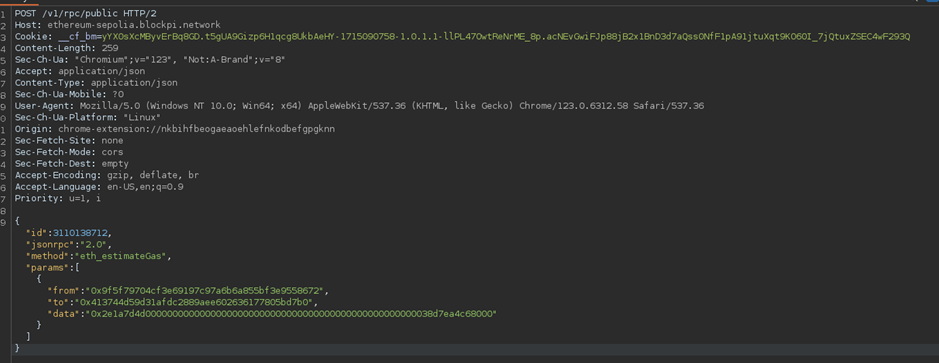 1 POST /v1/rpc/public HTTP/2
2 Host: ethereum-sepolia.blockpi.network
3 Cookie: __cf_bm=yYXOsXcMByvErBq8GD.t5gUA9Gizp6H1qcg8UkbAeHY-1715090758-1.0.1.1-llPL47OwtReNrME_8p.acNEvGwiFJp88jB2x1BnD3d7aQssONfF1pA91jtuXqt9KO60I_7jQtuxZSEC4wF293Q
4 Content-Length: 259
5 Sec-Ch-Ua: "Chromium";v="123", "Not:A-Brand";v="8"
6 Accept: application/json
7 Content-Type: application/json
8 Sec-Ch-Ua-Mobile: ?0
9 User-Agent: Mozilla/5.0 (Windows NT 10.0; Win64; x64) AppleWebKit/537.36 (KHTML, like Gecko) Chrome/123.0.6312.58 Safari/537.36
0 Sec-Ch-Ua-Platform: "Linux"
1 Origin: chrome-extension://nkbihfbeogaeaoehlefnkodbefgpgknn
2 Sec-Fetch-Site: none
3 Sec-Fetch-Mode: cors
4 Sec-Fetch-Dest: empty
5 Accept-Encoding: gzip, deflate, br
6 Accept-Language: en-US,en;q=0.9
7 Priority: u=1, i
8
9 {
"id":3110138712,
"jsonrpc":"2.0",
"method":"eth_estimateGas",
"params":[
{
"from":"0x9f5f79704cf3e69197c97a6b6a855bf3e9558672",
"to":"0x413744d59d31afdc2889aee602636177805bd7b0",
"data":"0x2e1a7d4d00000000000000000000000000000000000000000000000000038d7ea4c68000"
}
]
}